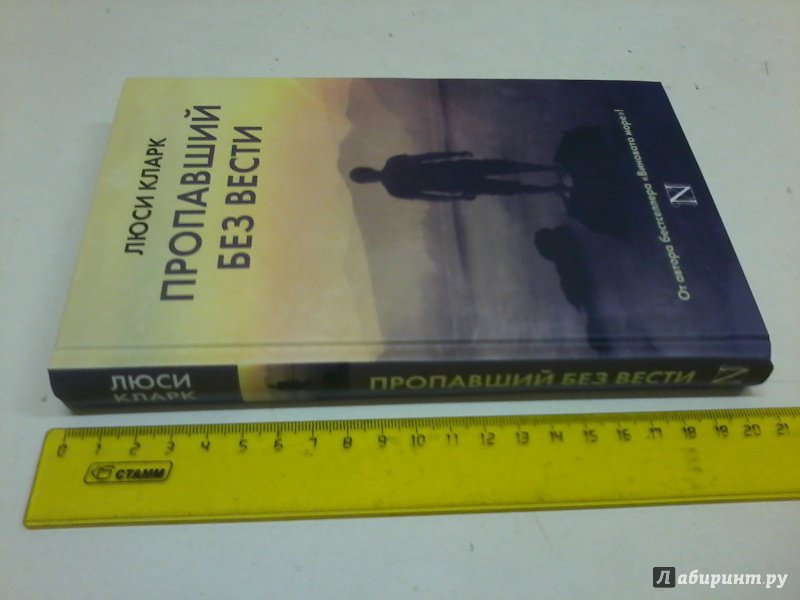 ЛЮСИ КЛАРК
ПРОПАВШИЙ
БЕЗ ВЕСТИ
От автора бестселлера «Виновато море»!
N
ЛЮСИ
КЛАРК
ПРОПАВШИЙ БЕЗ ВЕСТИ
N
0 1 2 3 4 5 6 7 8 9 10 11 12 13 14 15 16 17 18 19 20 21
СТАММ
Лабиринт.ру